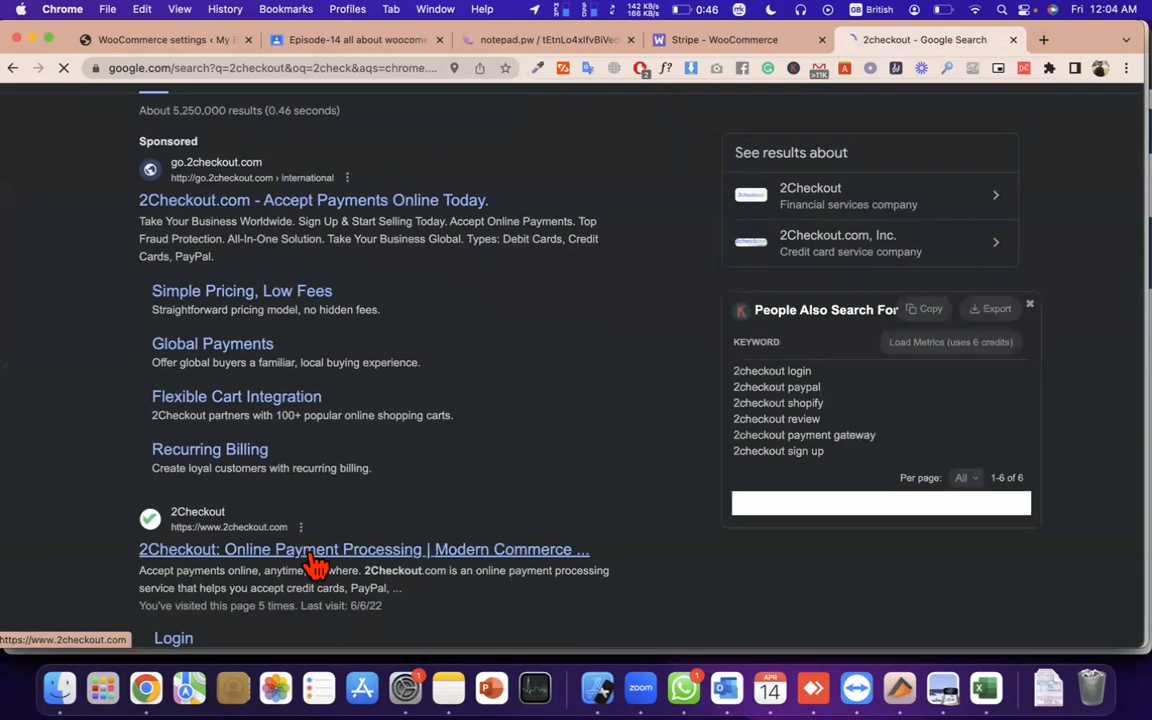 Chrome File Edit View History Bookmarks Profiles Tab Window Help 142 KB/s 166 KB/s 0:46 British Fri 12:04 AM
WooCommerce settings ‹ My E Episode-14 all about woocome notepad.pw / tEtnLo4xIfvBiVec Stripe - WooCommerce 2checkout - Google Search
google.com/search?q=2checkout&oq=2check&aqs=chrome....
About 5,250,000 results (0.46 seconds)
Sponsored
go.2checkout.com
http://go.2checkout.com › international
2Checkout.com - Accept Payments Online Today.
Take Your Business Worldwide. Sign Up & Start Selling Today. Accept Online Payments. Top
Fraud Protection. All-In-One Solution. Take Your Business Global. Types: Debit Cards, Credit
Cards, PayPal.
Simple Pricing, Low Fees
Straightforward pricing model, no hidden fees.
Global Payments
Offer global buyers a familiar, local buying experience.
Flexible Cart Integration
2Checkout partners with 100+ popular online shopping carts.
Recurring Billing
Create loyal customers with recurring billing.
2Checkout
https://www.2checkout.com
2Checkout: Online Payment Processing | Modern Commerce ...
Accept payments online, anytime, 2Checkout.com is an online payment processing
service that helps you accept credit cards, PayPal, ...
You've visited this page 5 times. Last visit: 6/6/22
Login
https://www.2checkout.com
See results about
2Checkout
Financial services company
2Checkout.com, Inc.
Credit card service company
People Also Search For Copy Export
KEYWORD Load Metrics (uses 6 credits)
2checkout login
2checkout paypal
2checkout shopify
2checkout review
2checkout payment gateway
2checkout sign up
Per page: All 1-6 of 6
zoom
APR
14